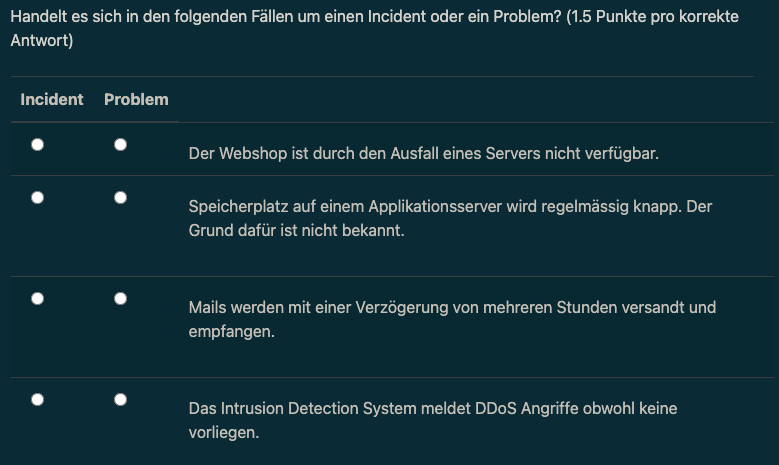 Handelt es sich in den folgenden Fällen um einen Incident oder ein Problem? (1.5 Punkte pro korrekte
Antwort)
Incident Problem
Der Webshop ist durch den Ausfall eines Servers nicht verfügbar.
Speicherplatz auf einem Applikationsserver wird regelmässig knapp. Der
Grund dafür ist nicht bekannt.
Mails werden mit einer Verzögerung von mehreren Stunden versandt und
empfangen.
Das Intrusion Detection System meldet DDoS Angriffe obwohl keine
vorliegen.